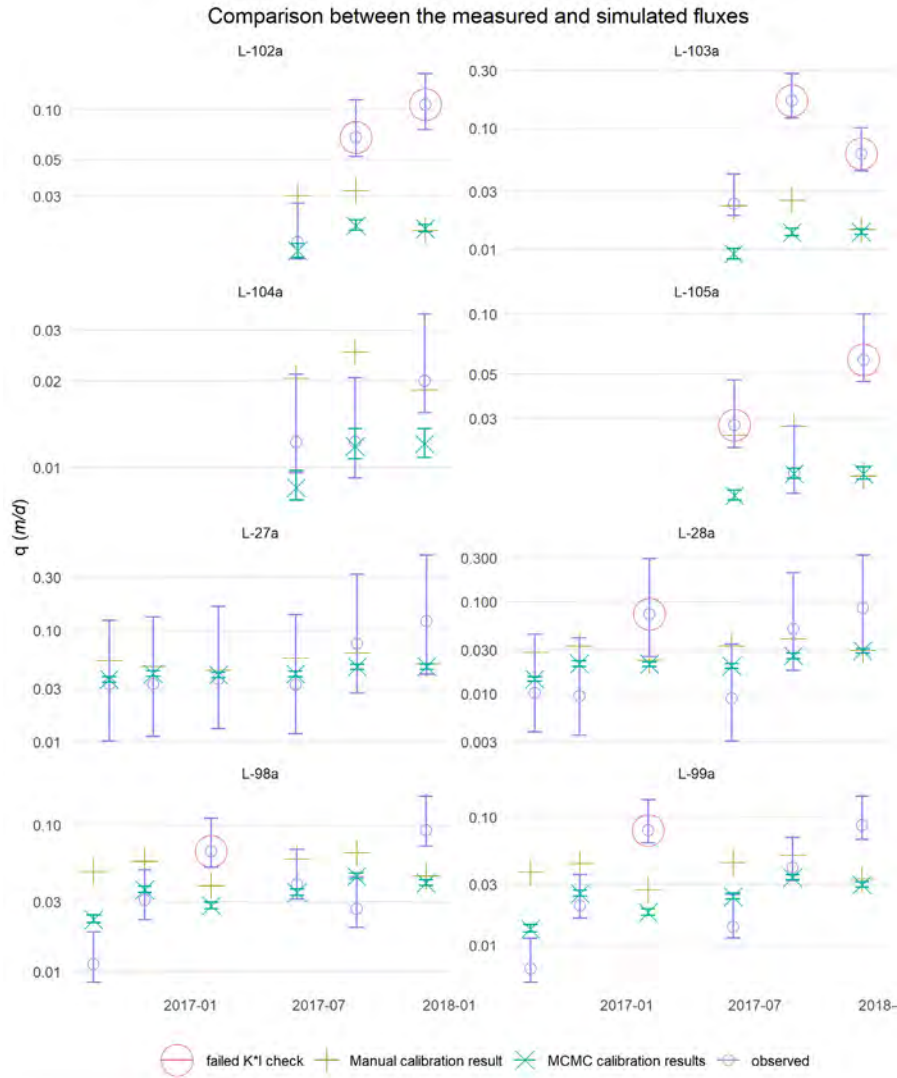 Comparison between the measured and simulated fluxes
L-102a
L-103a
0.10
0.05
0.03
0.30
0.10
0.03
0.01
L-104a
L-105a
0.03
0.02
0.01
0.10
0.05
0.03
q (m/d)
L-27a
L-28a
0.30
0.10
0.03
0.01
0.300
0.100
0.030
0.010
0.003
L-98a
L-99a
0.10
0.03
0.01
0.10
0.03
0.01
2017-01 2017-07 2018-01
2017-01 2017-07 2018-
failed K*I check Manual calibration result MCMC calibration results observed